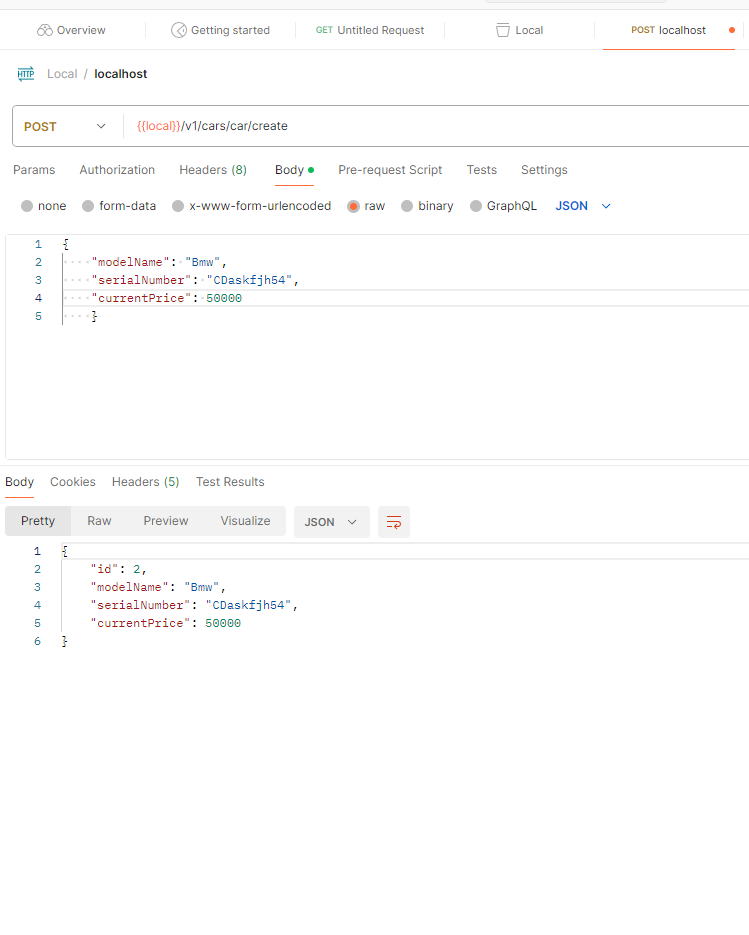 Overview Getting started GET Untitled Request Local POST localhost
HTTP Local / localhost
POST {{local}}/v1/cars/car/create
Params Authorization Headers (8) Body Pre-request Script Tests Settings
none form-data x-www-form-urlencoded raw binary GraphQL JSON
1 {
2 "modelName": "Bmw",
3 "serialNumber": "CDaskfjh54",
4 "currentPrice": 50000
5 }
Body Cookies Headers (5) Test Results
Pretty Raw Preview Visualize JSON
1 {
2 "id": 2,
3 "modelName": "Bmw",
4 "serialNumber": "CDaskfjh54",
5 "currentPrice": 50000
6 }